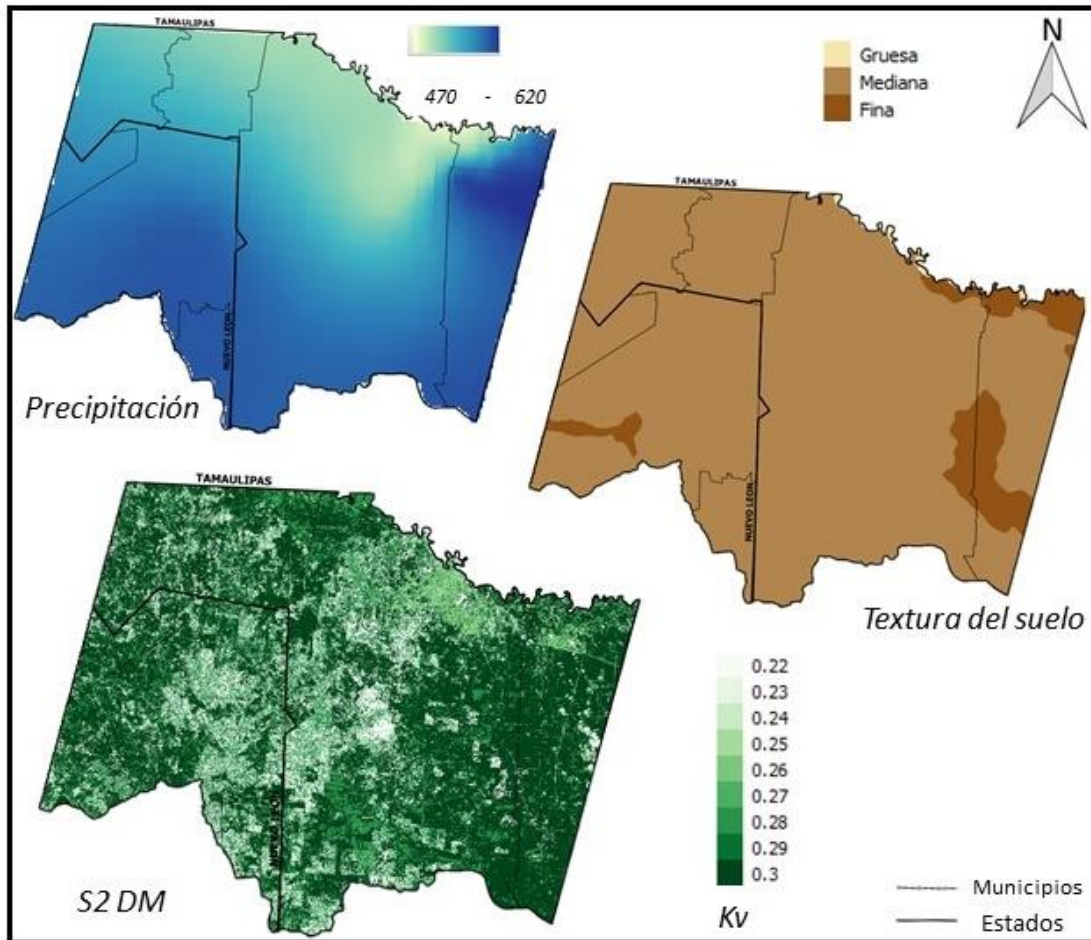 TAMAULIPAS
470 - 620
NUEVO LEON
Precipitación
Gruesa
Mediana
Fina
N
TAMAULIPAS
NUEVO LEON
Textura del suelo
TAMAULIPAS
NUEVO LEON
S2 DM
0.22
0.23
0.24
0.25
0.26
0.27
0.28
0.29
0.3
Kv
Municipios
Estados